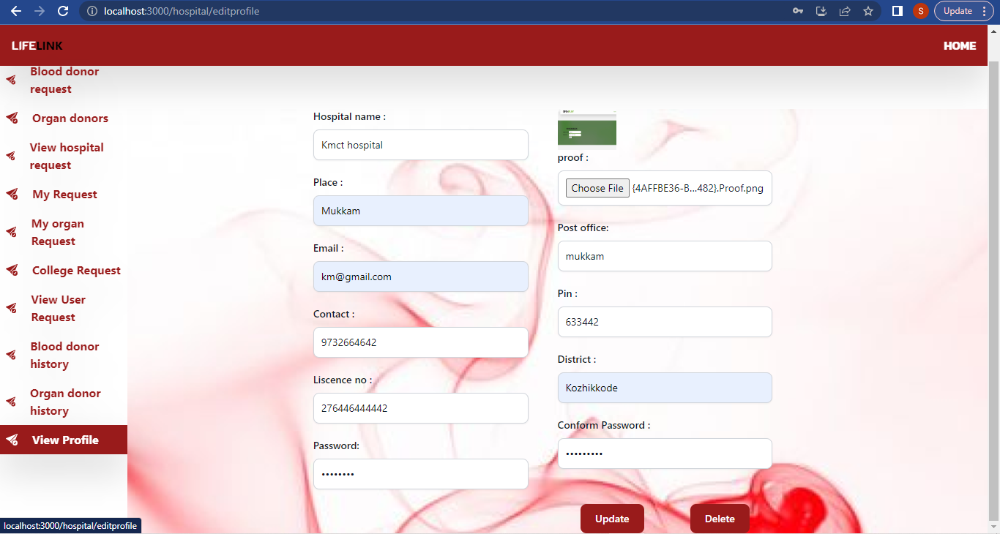 localhost:3000/hospital/editprofile
S
Update
LIFELINK
HOME
Blood donor
request
Organ donors
View hospital
request
My Request
My organ
Request
College Request
View User
Request
Blood donor
history
Organ donor
history
View Profile
Hospital name :
Kmct hospital
Place :
Mukkam
Email :
km@gmail.com
Contact :
9732664642
Liscence no :
276446444442
Password:
••••••••
proof :
Choose File {4AFFBE36-B...482}.Proof.png
Post office:
mukkam
Pin :
633442
District :
Kozhikkode
Conform Password :
•••••••••
Update
Delete
localhost:3000/hospital/editprofile